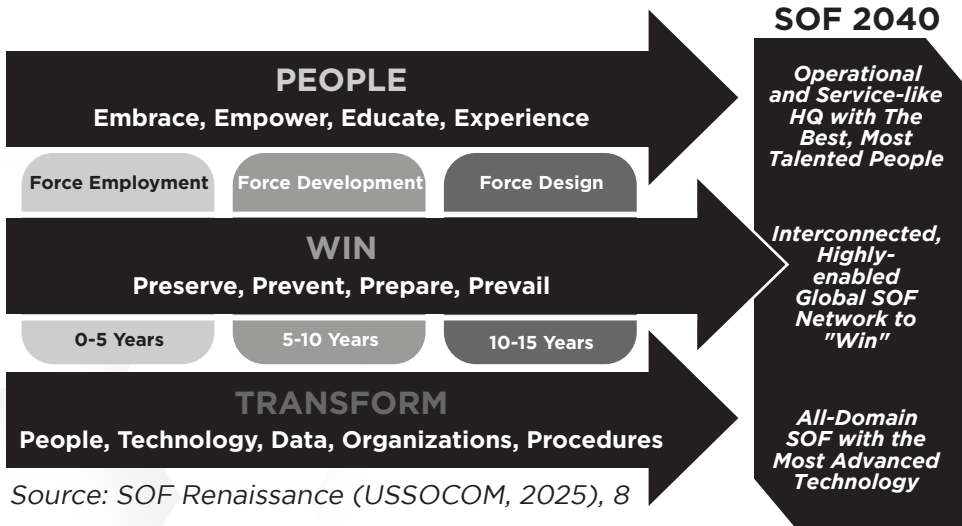 SOF 2040
PEOPLE
Embrace, Empower, Educate, Experience
Operational
and Service-like
HQ with The
Best, Most
Talented People
Force Employment
Force Development
Force Design
WIN
Preserve, Prevent, Prepare, Prevail
Interconnected,
Highly-
enabled
Global SOF
Network to
"Win"
0-5 Years
5-10 Years
10-15 Years
TRANSFORM
People, Technology, Data, Organizations, Procedures
All-Domain
SOF with the
Most Advanced
Technology
Source: SOF Renaissance (USSOCOM, 2025), 8